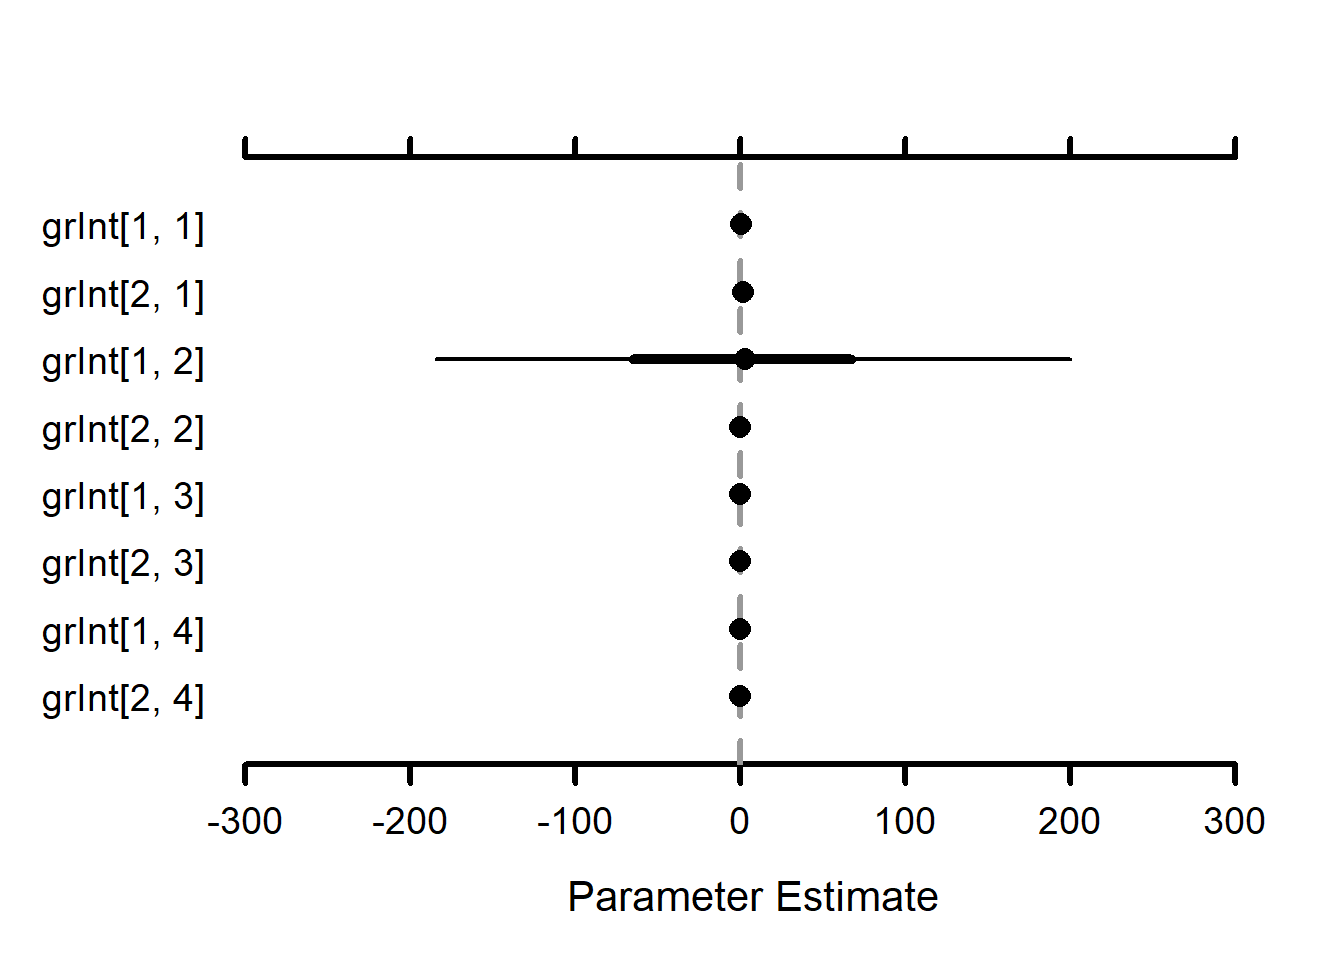 grInt[1, 1]
grInt[2, 1]
grInt[1, 2]
grInt[2, 2]
grInt[1, 3]
grInt[2, 3]
grInt[1, 4]
grInt[2, 4]
-300 -200 -100 0 100 200 300
Parameter Estimate